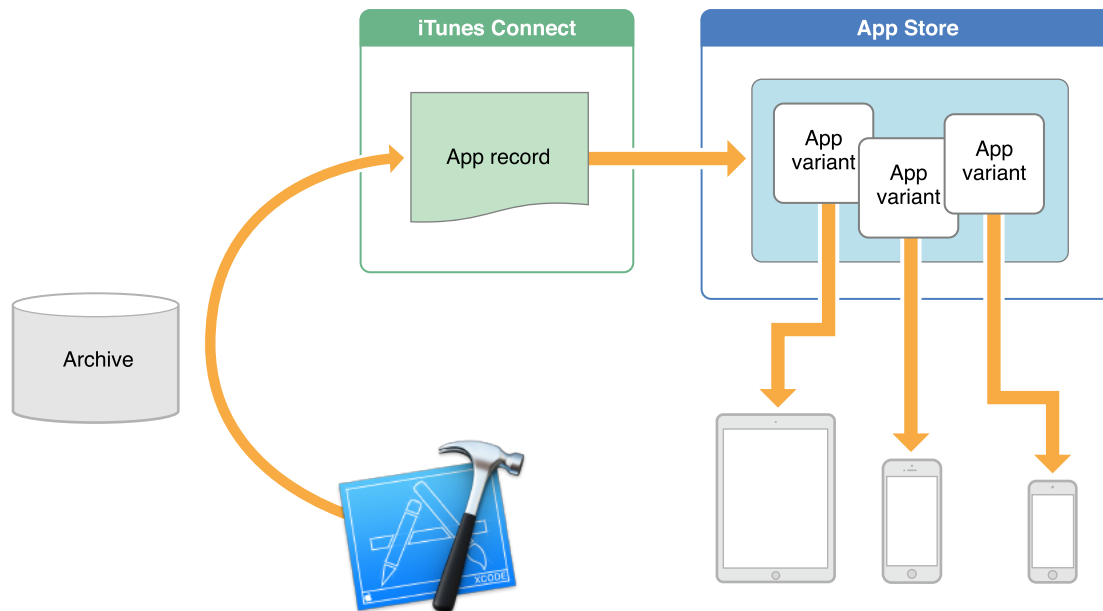 iTunes Connect
App Store
App record
App
variant
App
variant
App
variant
Archive
XCODE